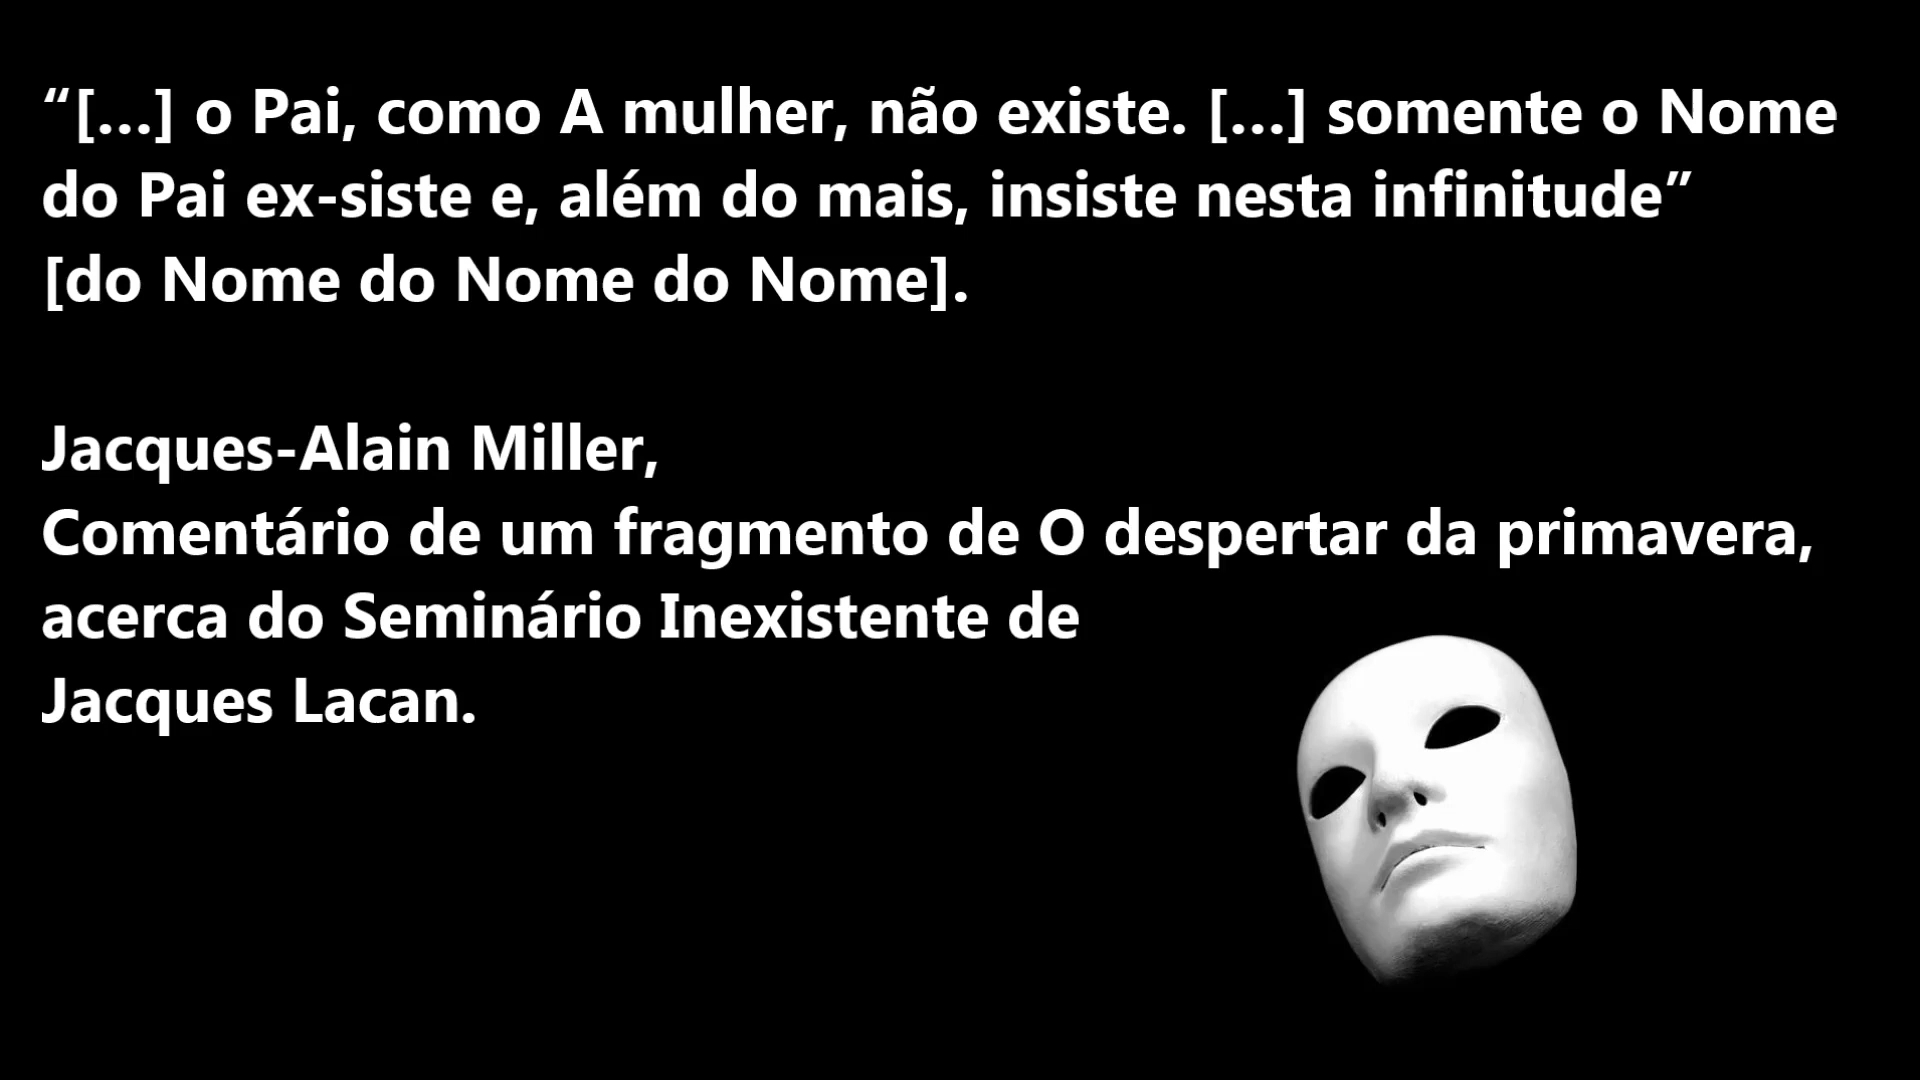 “[...] o Pai, como A mulher, não existe. [...] somente o Nome
do Pai ex-siste e, além do mais, insiste nesta infinitude”
[do Nome do Nome do Nome].
Jacques-Alain Miller,
Comentário de um fragmento de O despertar da primavera,
acerca do Seminário Inexistente de
Jacques Lacan.